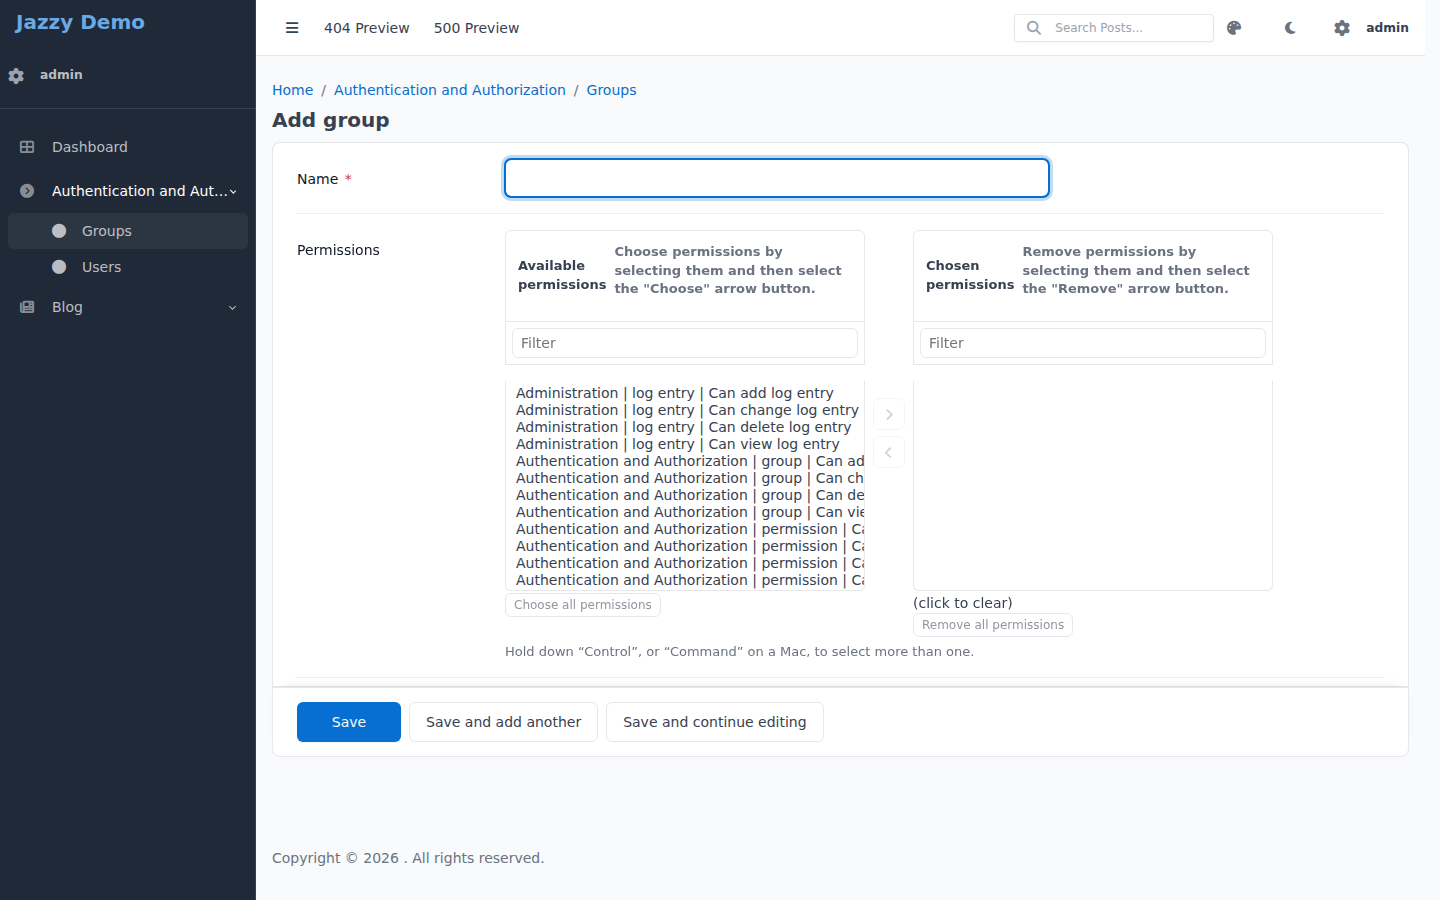 Jazzy Demo
404 Preview
500 Preview
Search Posts...
admin
admin
Dashboard
Authentication and Aut...
Groups
Users
Blog
Home / Authentication and Authorization / Groups
Add group
Name *
Permissions
Available permissions
Choose permissions by
selecting them and then select
the "Choose" arrow button.
Filter
Administration | log entry | Can add log entry
Administration | log entry | Can change log entry
Administration | log entry | Can delete log entry
Administration | log entry | Can view log entry
Authentication and Authorization | group | Can ad
Authentication and Authorization | group | Can ch
Authentication and Authorization | group | Can de
Authentication and Authorization | group | Can vie
Authentication and Authorization | permission | Ca
Authentication and Authorization | permission | Ca
Authentication and Authorization | permission | Ca
Authentication and Authorization | permission | Ca
Choose all permissions
Chosen permissions
Remove permissions by
selecting them and then select
the "Remove" arrow button.
Filter
(click to clear)
Remove all permissions
Hold down “Control”, or “Command” on a Mac, to select more than one.
Save
Save and add another
Save and continue editing
Copyright © 2026 . All rights reserved.